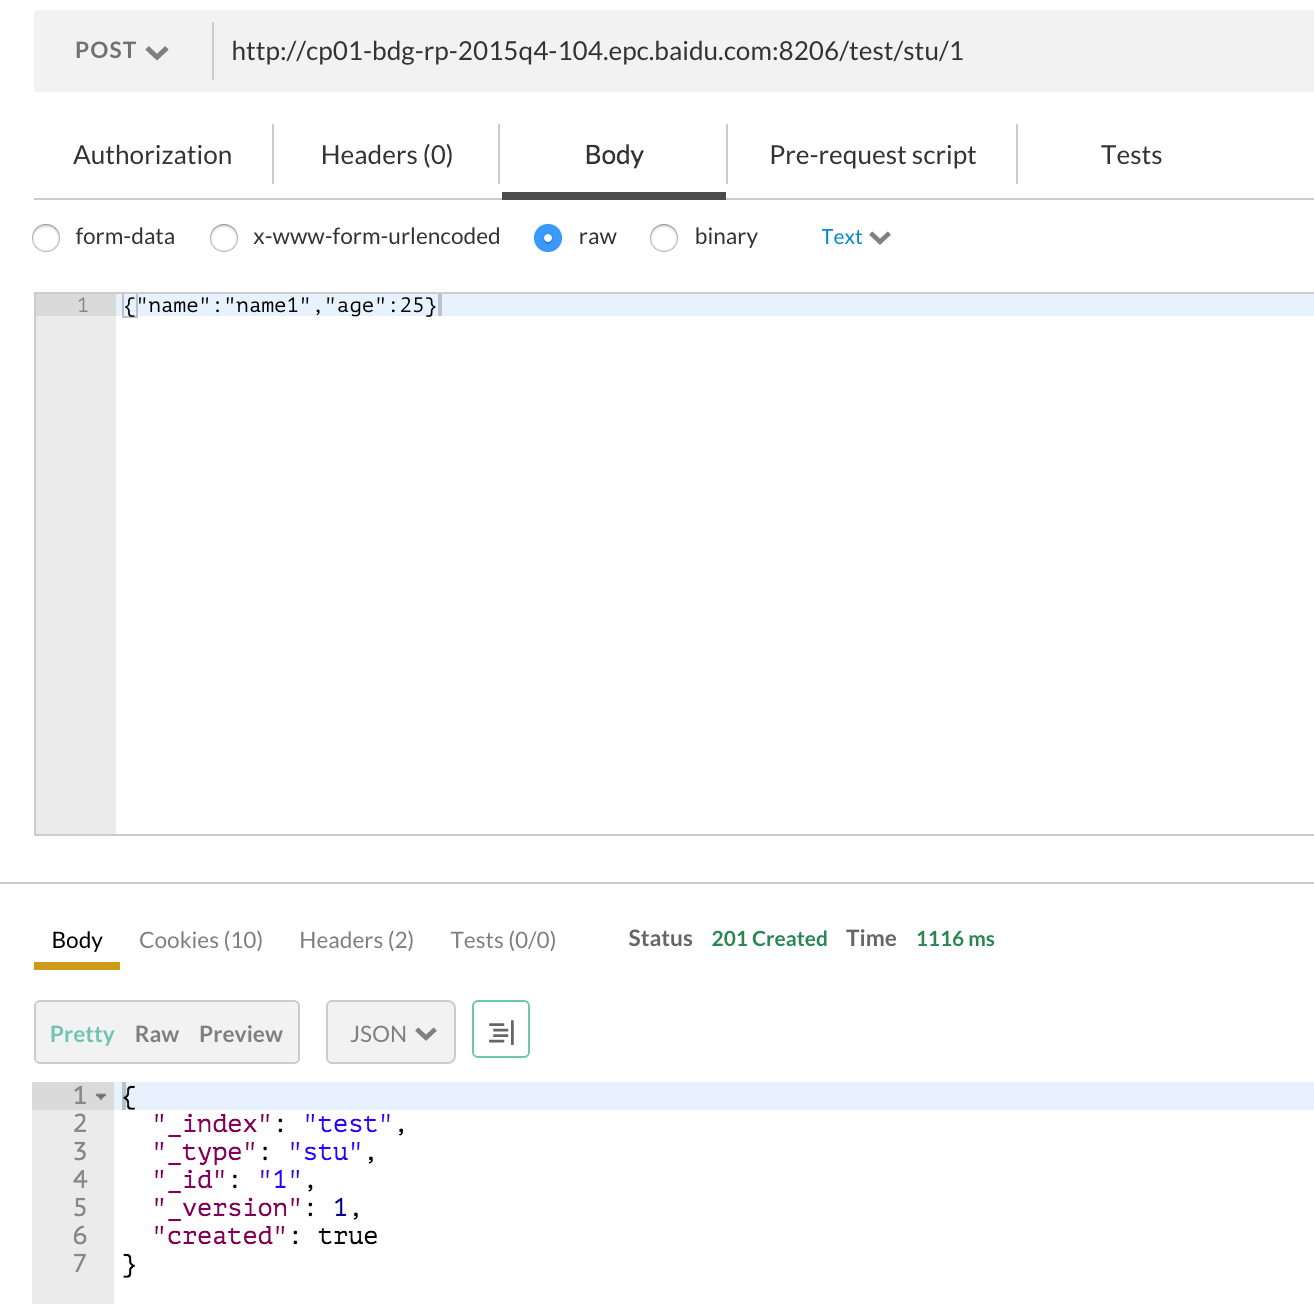 POST http://cp01-bdg-rp-2015q4-104.epc.baidu.com:8206/test/stu/1
Authorization Headers (0) Body Pre-request script Tests
form-data x-www-form-urlencoded raw binary Text
1 {"name":"name1","age":25}
Body Cookies (10) Headers (2) Tests (0/0) Status 201 Created Time 1116 ms
Pretty Raw Preview JSON
1 {
2 "_index": "test",
3 "_type": "stu",
4 "_id": "1",
5 "_version": 1,
6 "created": true
7 }